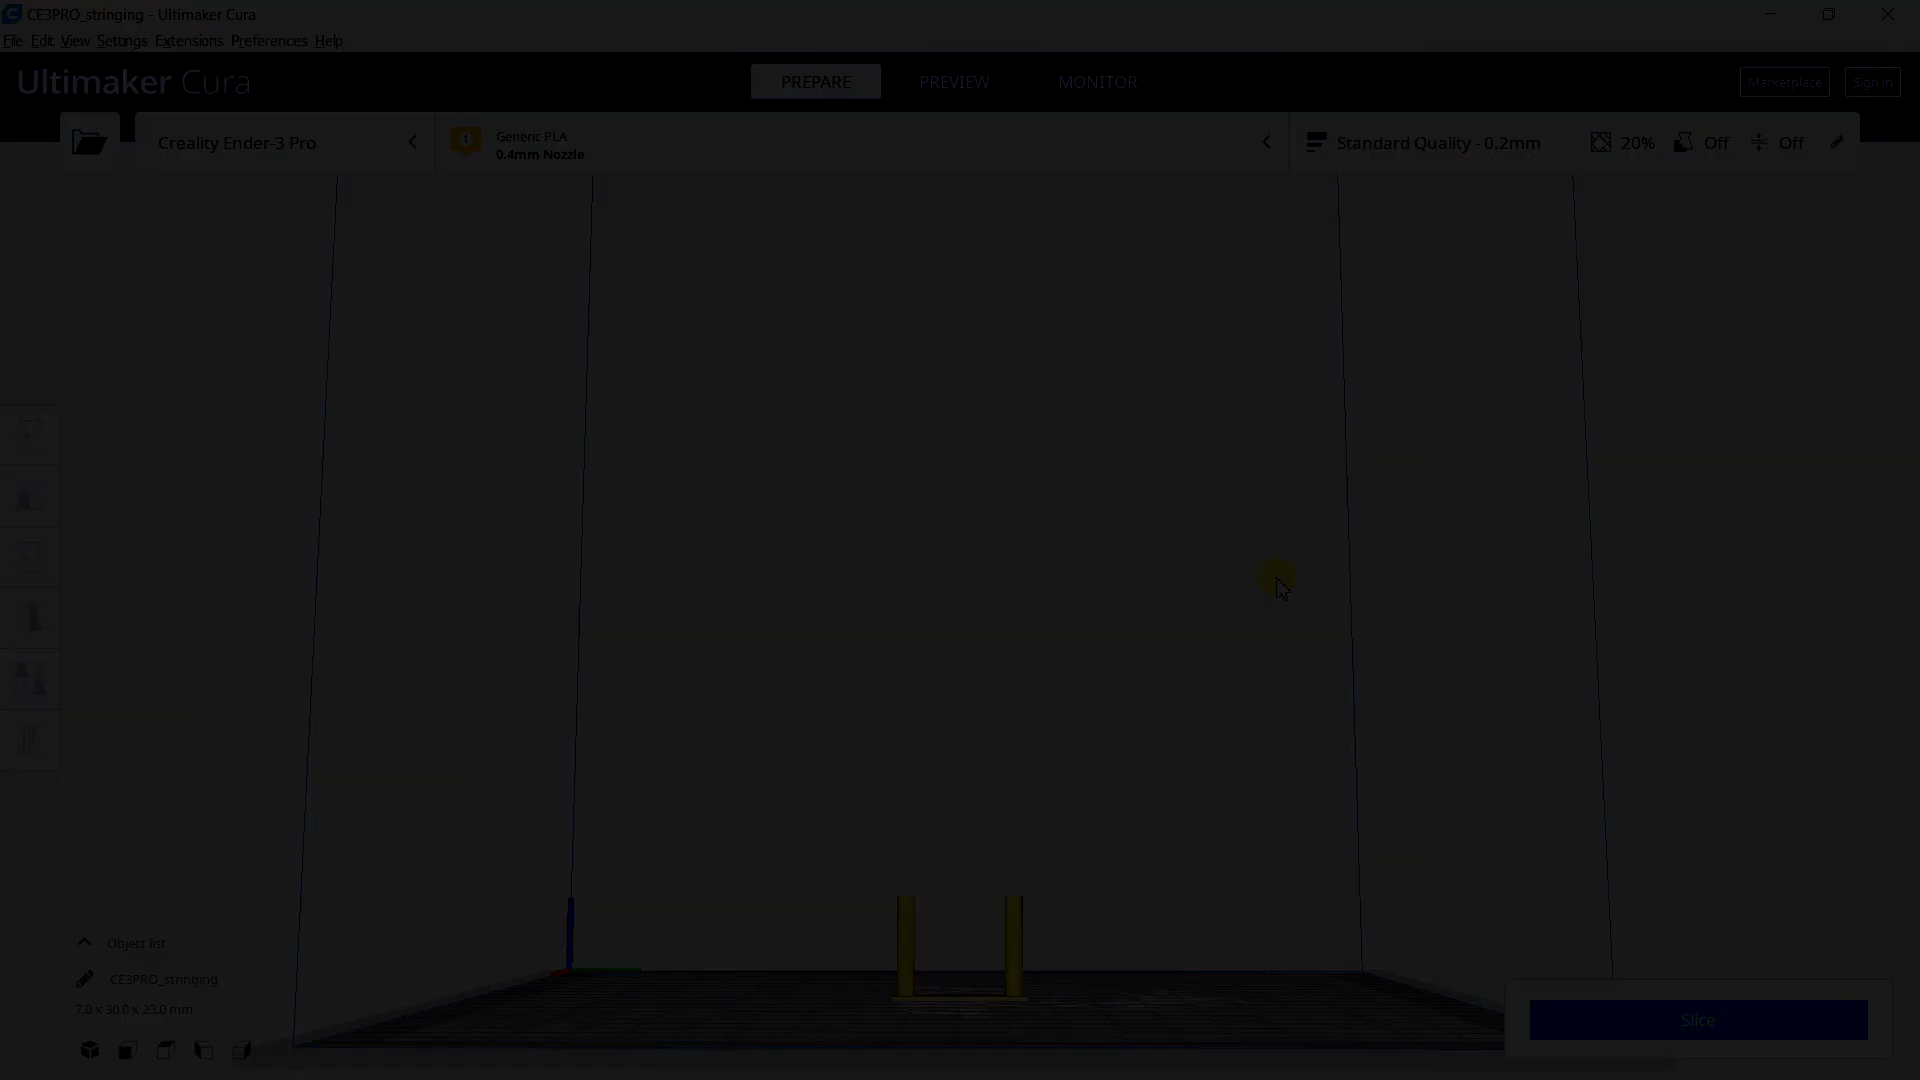 CE3PRO_stringing - Ultimaker Cura
File Edit View Settings Extensions Preferences Help
Ultimaker Cura
PREPARE
PREVIEW
MONITOR
Marketplace
Sign in
Creality Ender-3 Pro
1
Generic PLA
0.4mm Nozzle
Standard Quality - 0.2mm
20%
Off
Off
Object list
CE3PRO_stringing
7.0 x 30.0 x 23.0 mm
Slice